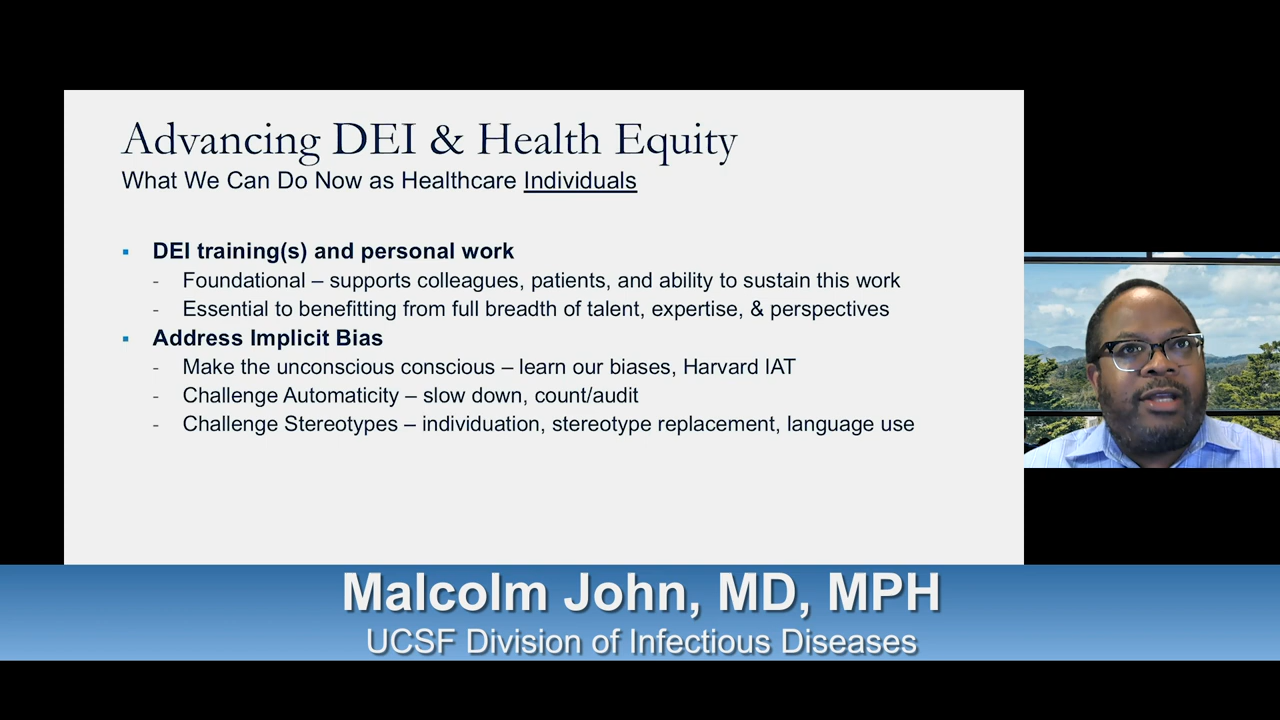 Advancing DEI & Health Equity
What We Can Do Now as Healthcare Individuals
▪ DEI training(s) and personal work
- Foundational – supports colleagues, patients, and ability to sustain this work
- Essential to benefitting from full breadth of talent, expertise, & perspectives
▪ Address Implicit Bias
- Make the unconscious conscious – learn our biases, Harvard IAT
- Challenge Automaticity – slow down, count/audit
- Challenge Stereotypes – individuation, stereotype replacement, language use
Malcolm John, MD, MPH
UCSF Division of Infectious Diseases